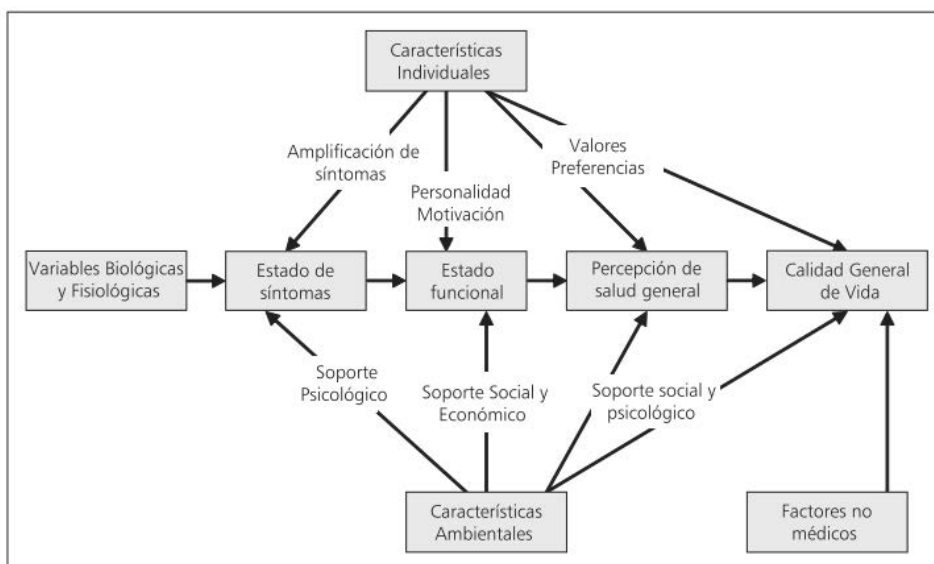 Características
Individuales
Amplificación de
síntomas
Valores
Preferencias
Personalidad
Motivación
Variables Biológicas
y Fisiológicas
Estado de
síntomas
Estado
funcional
Percepción de
salud general
Calidad General
de Vida
Soporte
Psicológico
Soporte Social y
Económico
Soporte social y
psicológico
Características
Ambientales
Factores no
médicos